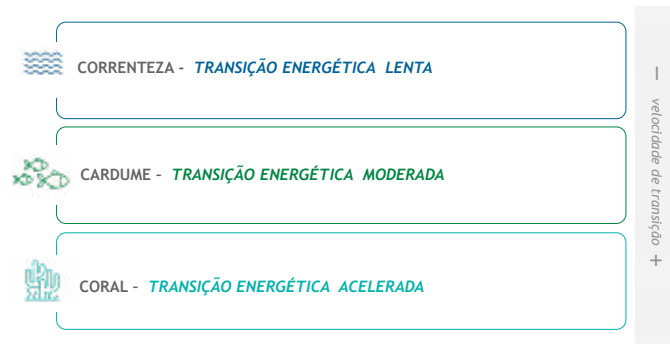 CORRENTEZA - TRANSIÇÃO ENERGÉTICA LENTA
CARDUME – TRANSIÇÃO ENERGÉTICA MODERADA
CORAL – TRANSIÇÃO ENERGÉTICA ACELERADA
– velocidade de transição +